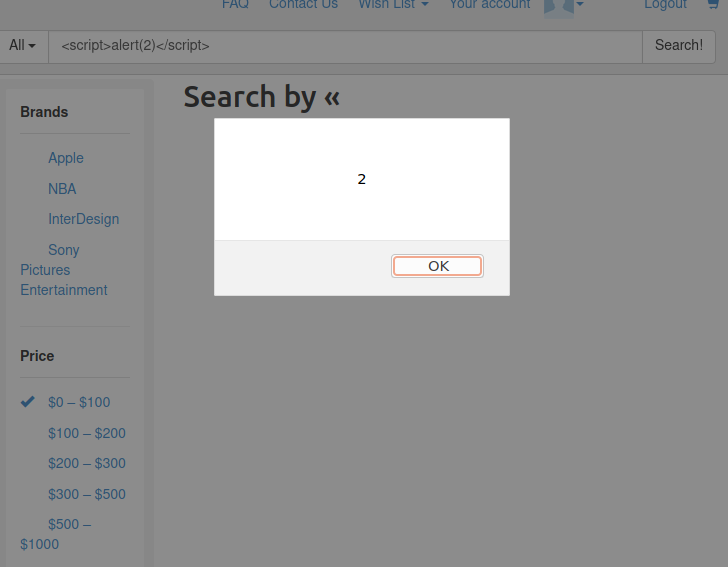 FAQ Contact Us Wish List Your account Logout
All <script>alert(2)</script> Search!
Search by «
Brands
Apple
NBA
InterDesign
Sony
Pictures
Entertainment
Price
$0 – $100
$100 – $200
$200 – $300
$300 – $500
$500 –
$1000
2
OK